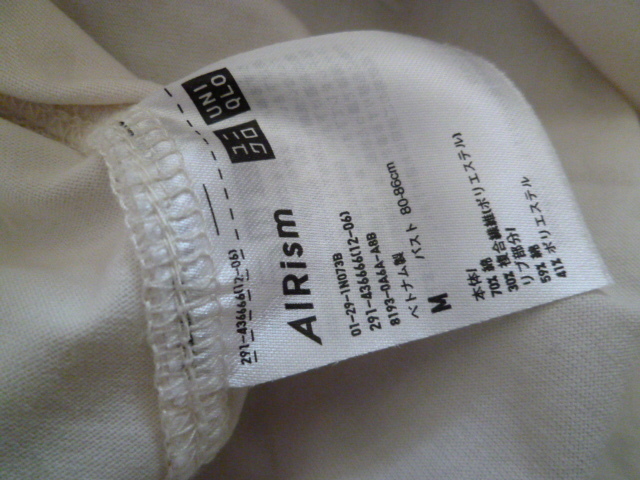 UNI
QLO
ユニ
クロ
AIRism
291-436666(12-06)
01-29-1N073B
291-436666(12-06)
8193-0A6A-A8B
ベトナム製
バスト 80-86cm
M
本体/
70% 綿
30% 複合繊維(ポリエステル)
リブ部分/
59% 綿
41% ポリエステル